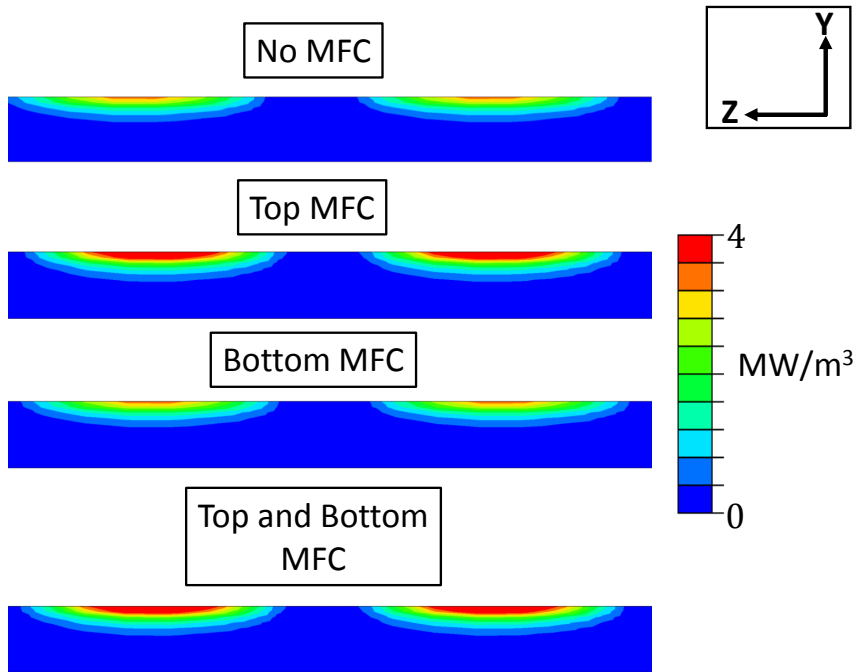 No MFC
Y
Z
Top MFC
4
Bottom MFC
MW/m³
Top and Bottom
MFC
0